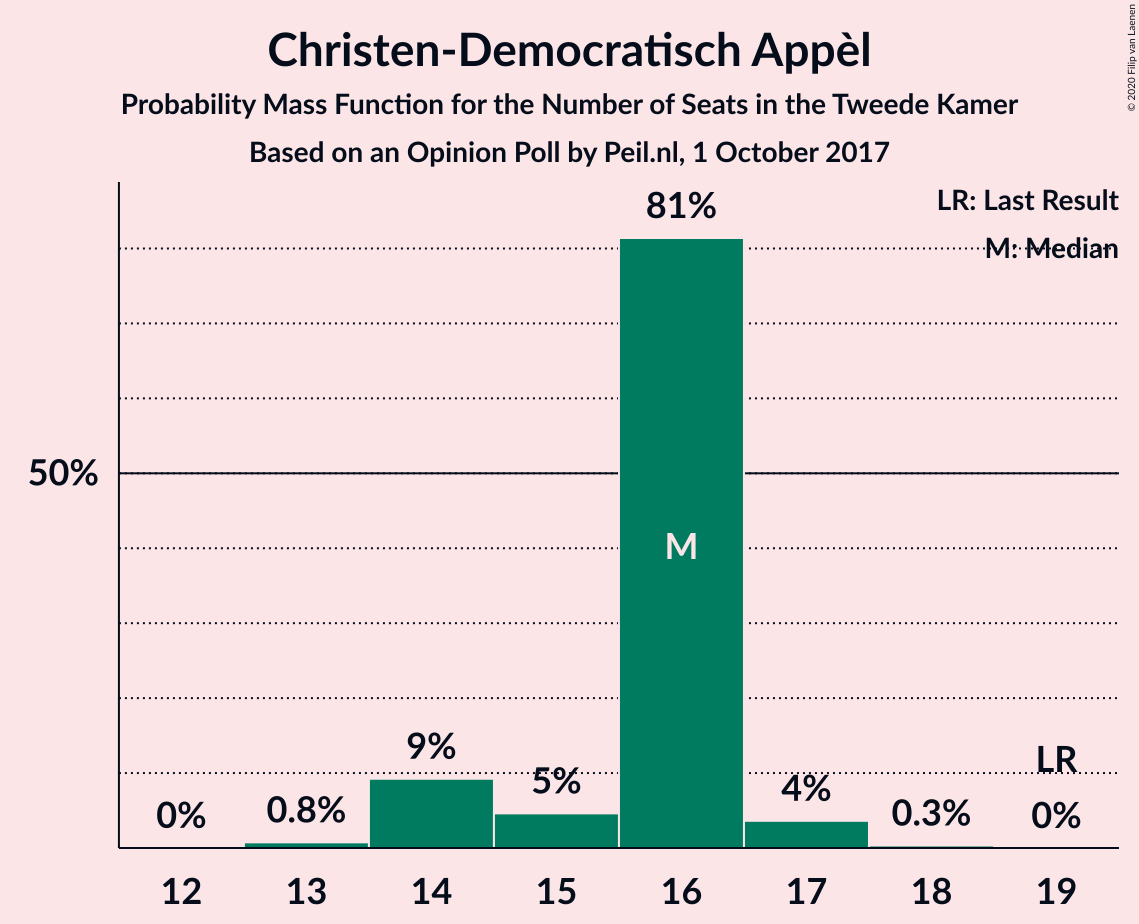 Christen-Democratisch Appèl
Probability Mass Function for the Number of Seats in the Tweede Kamer
Based on an Opinion Poll by Peil.nl, 1 October 2017
© 2020 Filip van Laenen
LR: Last Result
M: Median
81%
50%
M
9%
5%
4%
LR
0%
0.8%
0.3%
0%
12 13 14 15 16 17 18 19